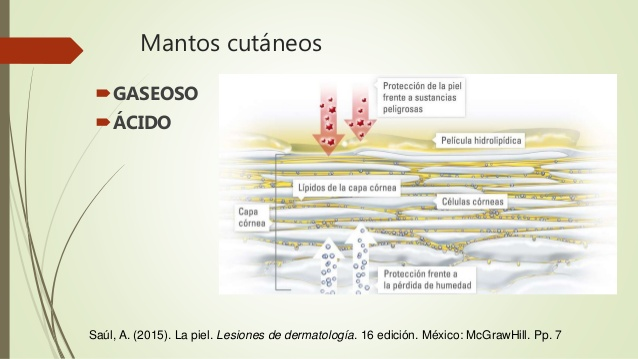 Mantos cutáneos
GASEOSO
ÁCIDO
Protección de la piel
frente a sustancias
peligrosas
Película hidrolipídica
Lípidos de la capa córnea
Células córneas
Capa
córnea
Protección frente a
la pérdida de humedad
Saúl, A. (2015). La piel. Lesiones de dermatología. 16 edición. México: McGrawHill. Pp. 7